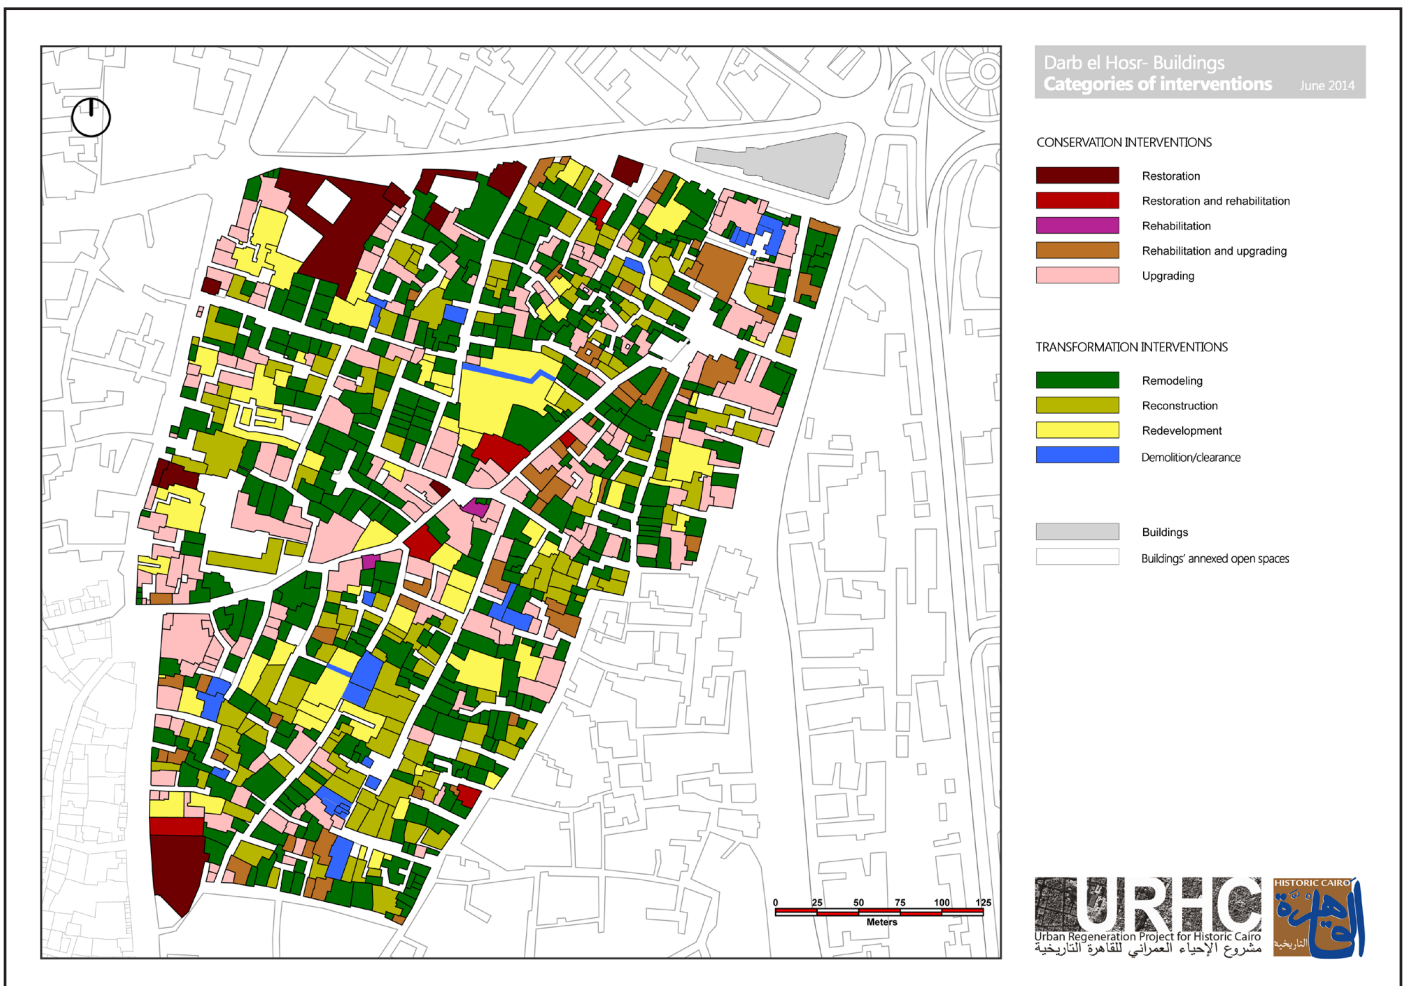 Darb el Hosr- Buildings
Categories of interventions June 2014
CONSERVATION INTERVENTIONS
Restoration
Restoration and rehabilitation
Rehabilitation
Rehabilitation and upgrading
Upgrading
TRANSFORMATION INTERVENTIONS
Remodeling
Reconstruction
Redevelopment
Demolition/clearance
Buildings
Buildings' annexed open spaces
0 25 50 75 100 125
Meters
URHC
Urban Regeneration Project for Historic Cairo
مشروع الإحياء العمراني للقاهرة التاريخية
HISTORIC CAIRO
القاهرة
التاريخية